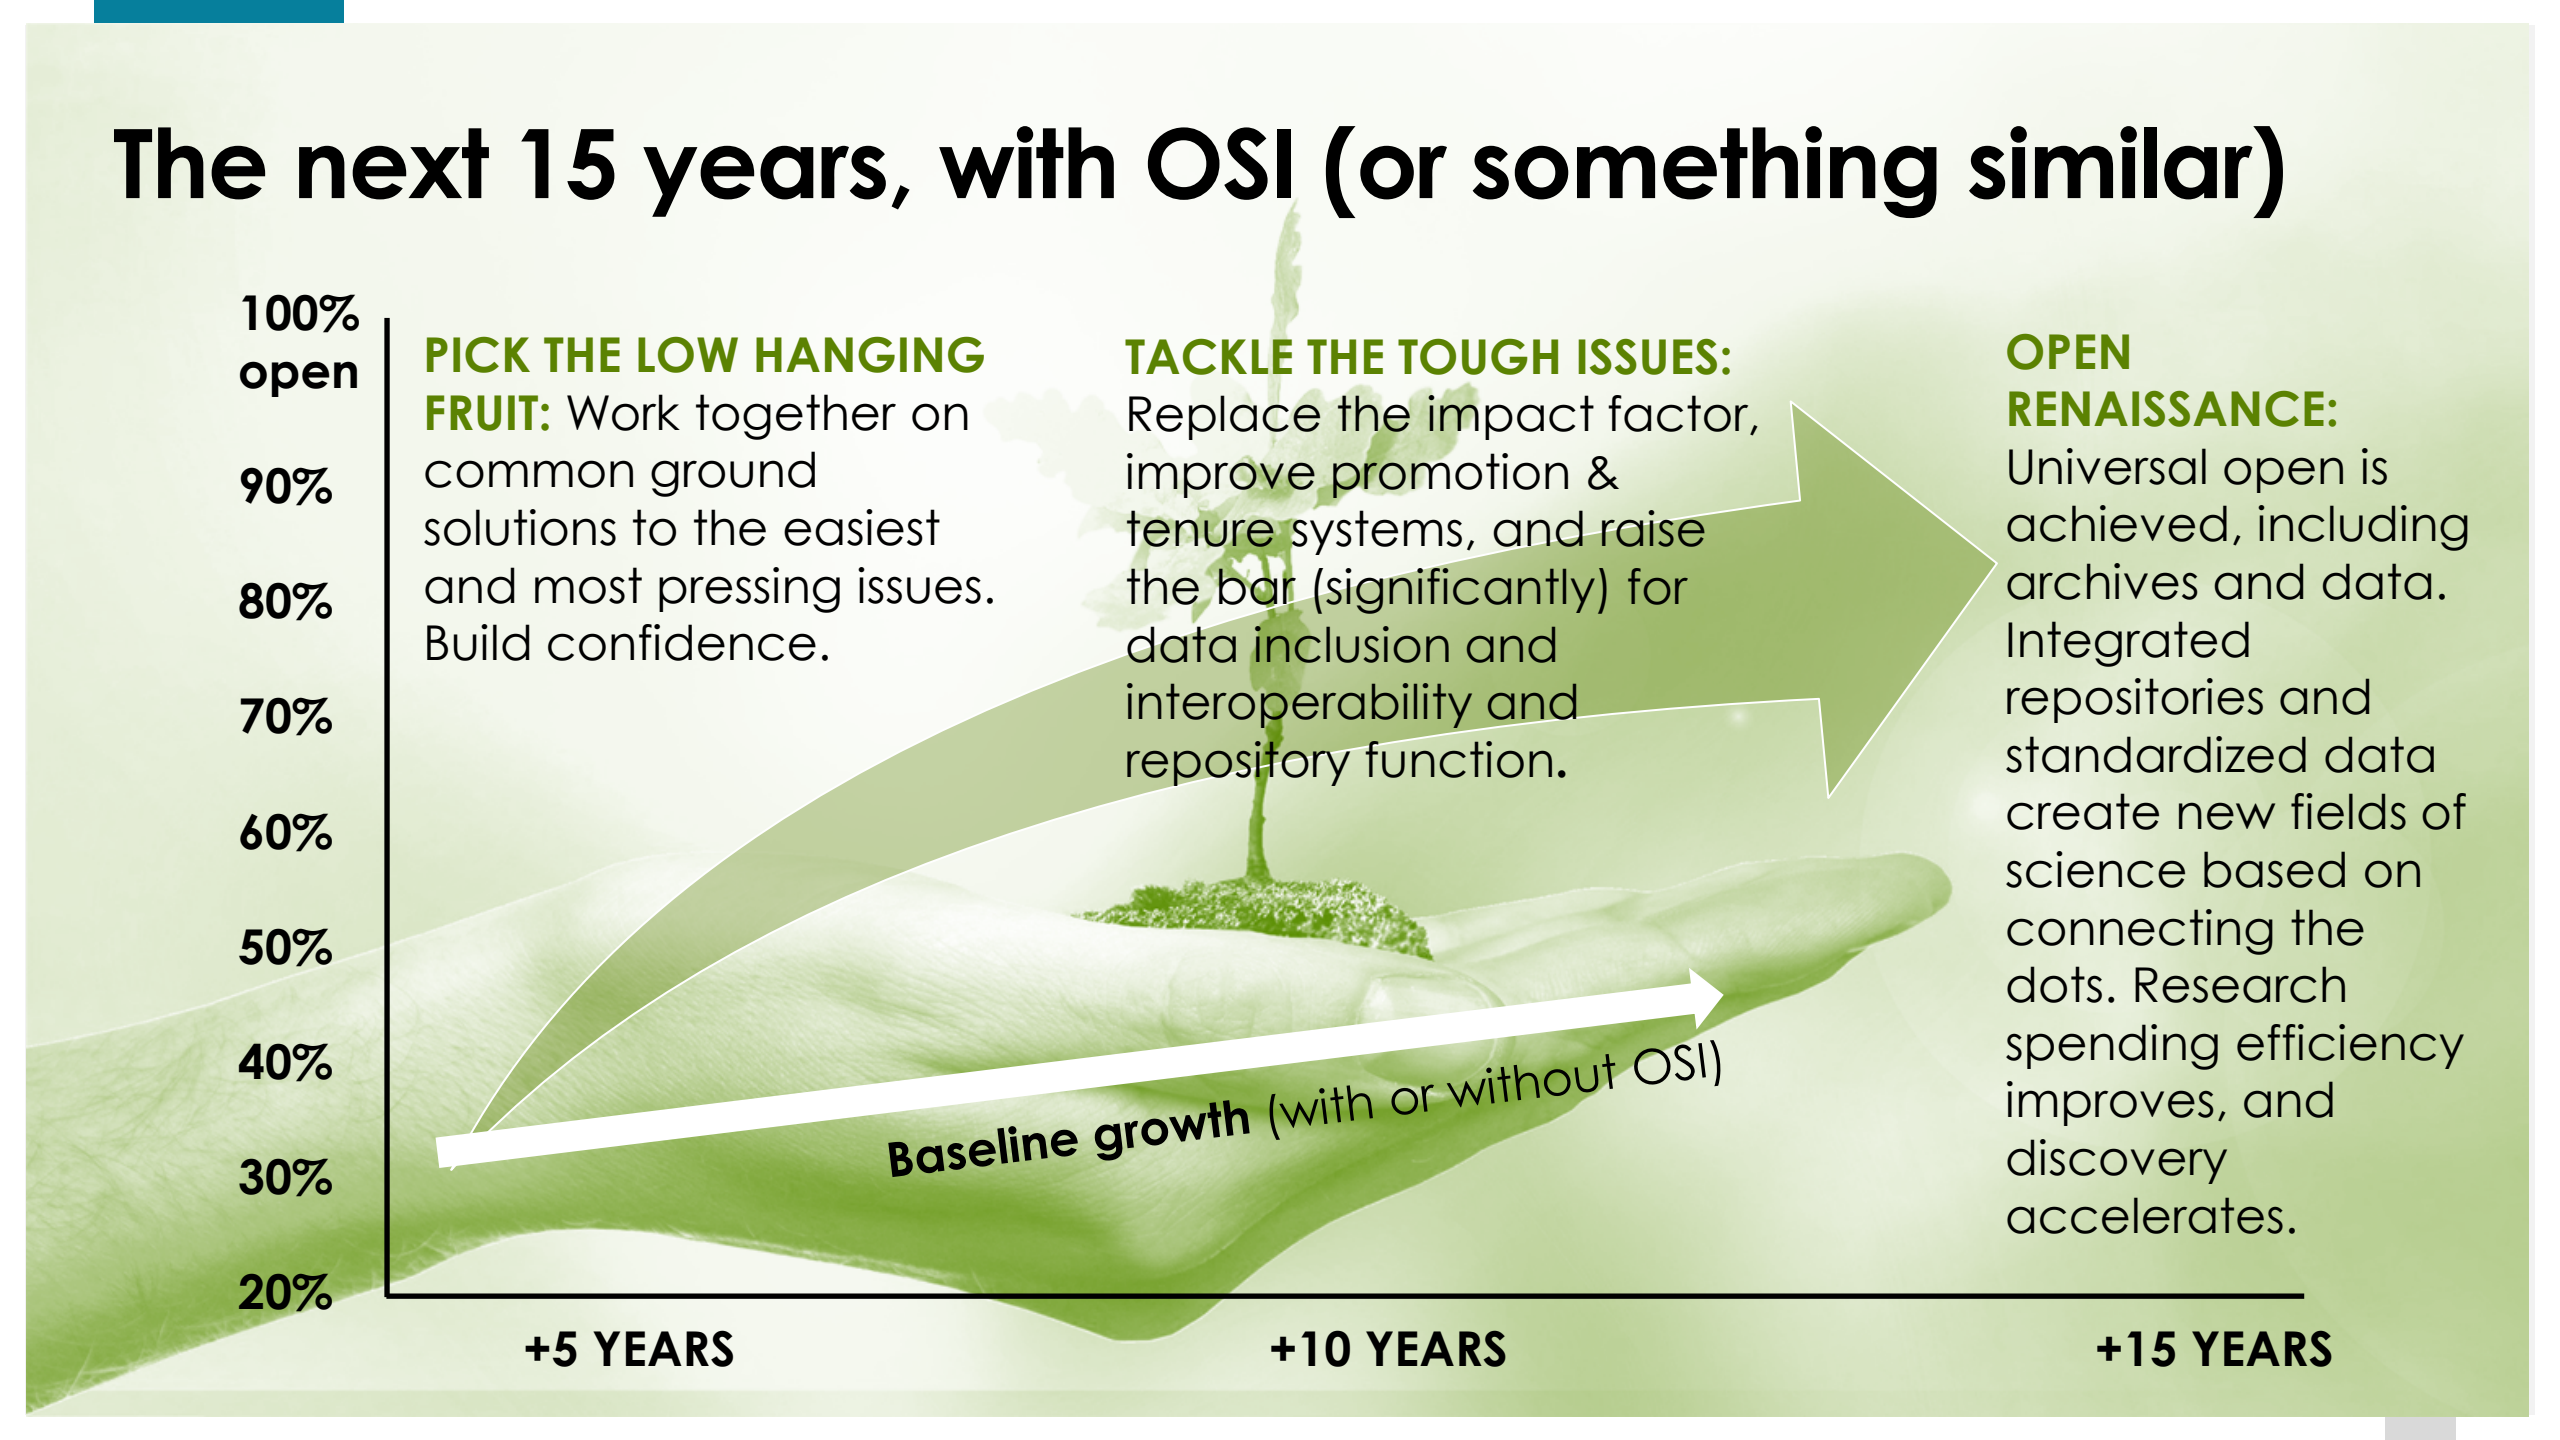 The next 15 years, with OSI (or something similar)
100%
open
90%
80%
70%
60%
50%
40%
30%
20%
PICK THE LOW HANGING
FRUIT: Work together on
common ground
solutions to the easiest
and most pressing issues.
Build confidence.
TACKLE THE TOUGH ISSUES:
Replace the impact factor,
improve promotion &
tenure systems, and raise
the bar (significantly) for
data inclusion and
interoperability and
repository function.
OPEN
RENAISSANCE:
Universal open is
achieved, including
archives and data.
Integrated
repositories and
standardized data
create new fields of
science based on
connecting the
dots. Research
spending efficiency
improves, and
discovery
accelerates.
Baseline growth (with or without OSI)
+5 YEARS
+10 YEARS
+15 YEARS